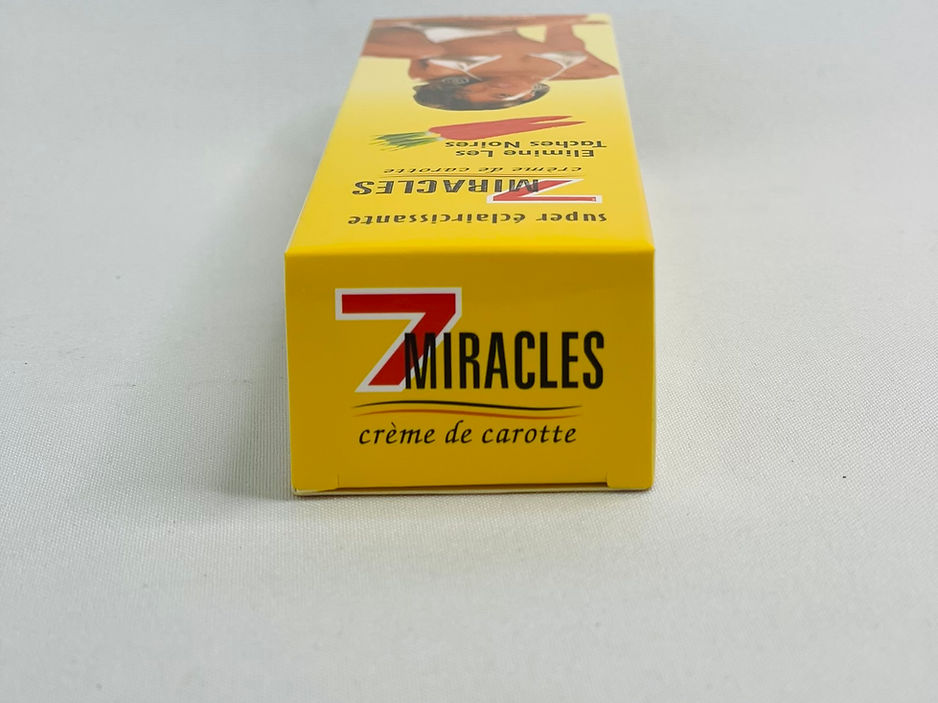 7 MIRACLES
crème de carotte
super éclaircissante
7 MIRACLES
crème de carotte
Elimine Les
Taches Noires